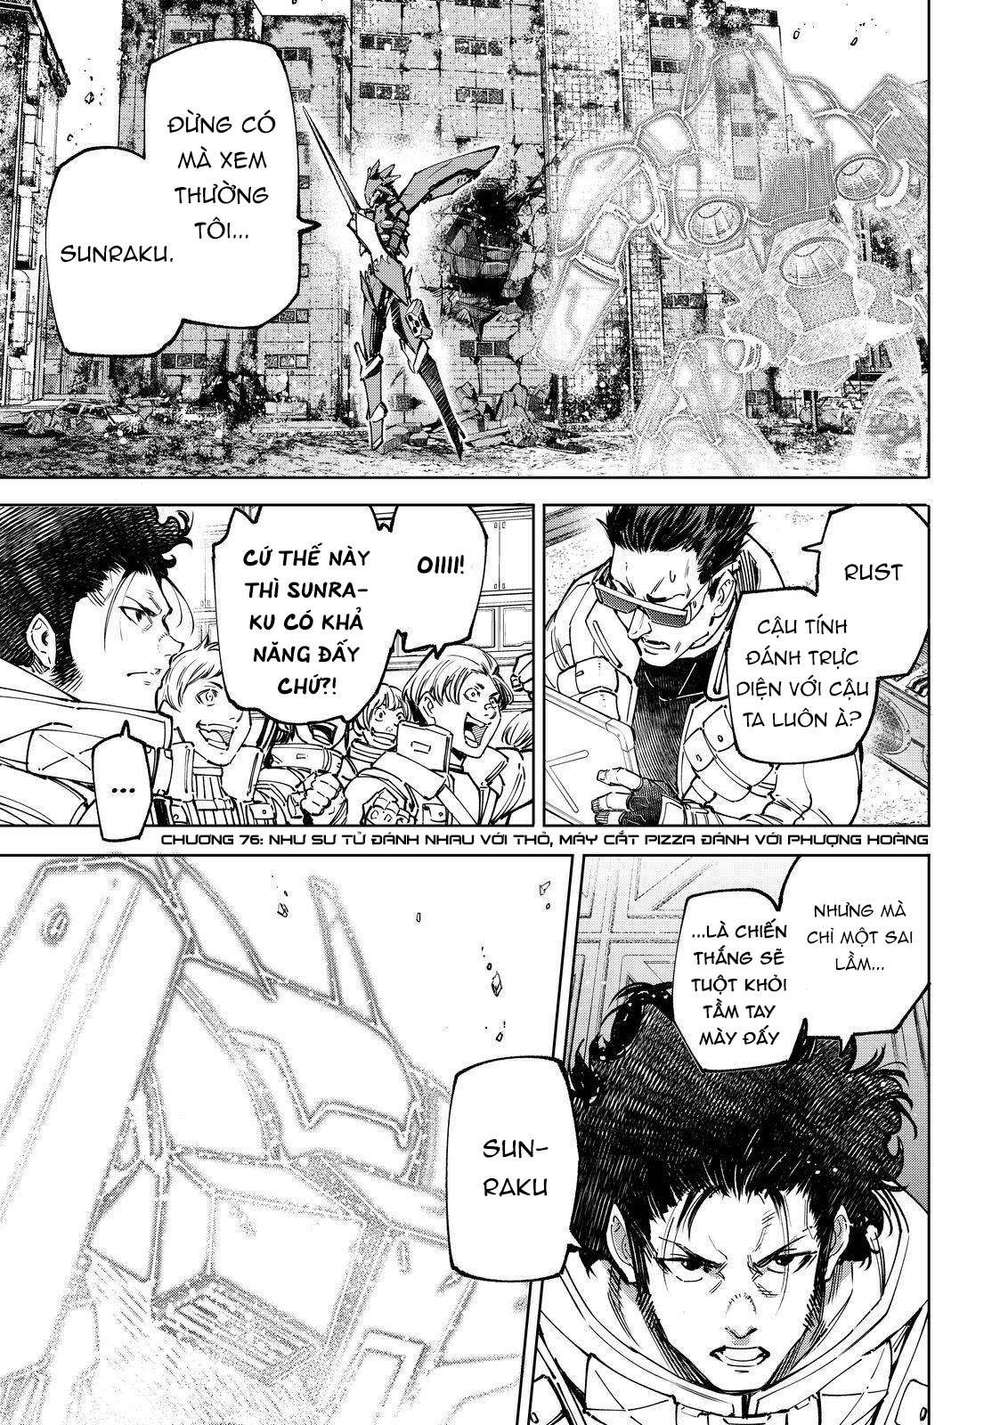 ĐỪNG CÓ
MÀ XEM
THƯỜNG
TÔI...
SUNRAKU.
RUST
CẬU TÍNH
ĐÁNH TRỰC
DIỆN VỚI CẬU
TA LUÔN À?
OIIII!
CỨ THẾ NÀY
THÌ SUNRA-
KU CÓ KHẢ
NĂNG ĐẤY
CHỨ?!
...
CHƯƠNG 76: NHƯ SƯ TỬ ĐÁNH NHAU VỚI THỎ, MÁY CẮT PIZZA ĐÁNH VỚI PHƯỢNG HOÀNG
NHƯNG MÀ
CHỈ MỘT SAI
LẦM...
...LÀ CHIẾN
THẮNG SẼ
TUỘT KHỎI
TẦM TAY
MÀY ĐẤY
SUN-
RAKU